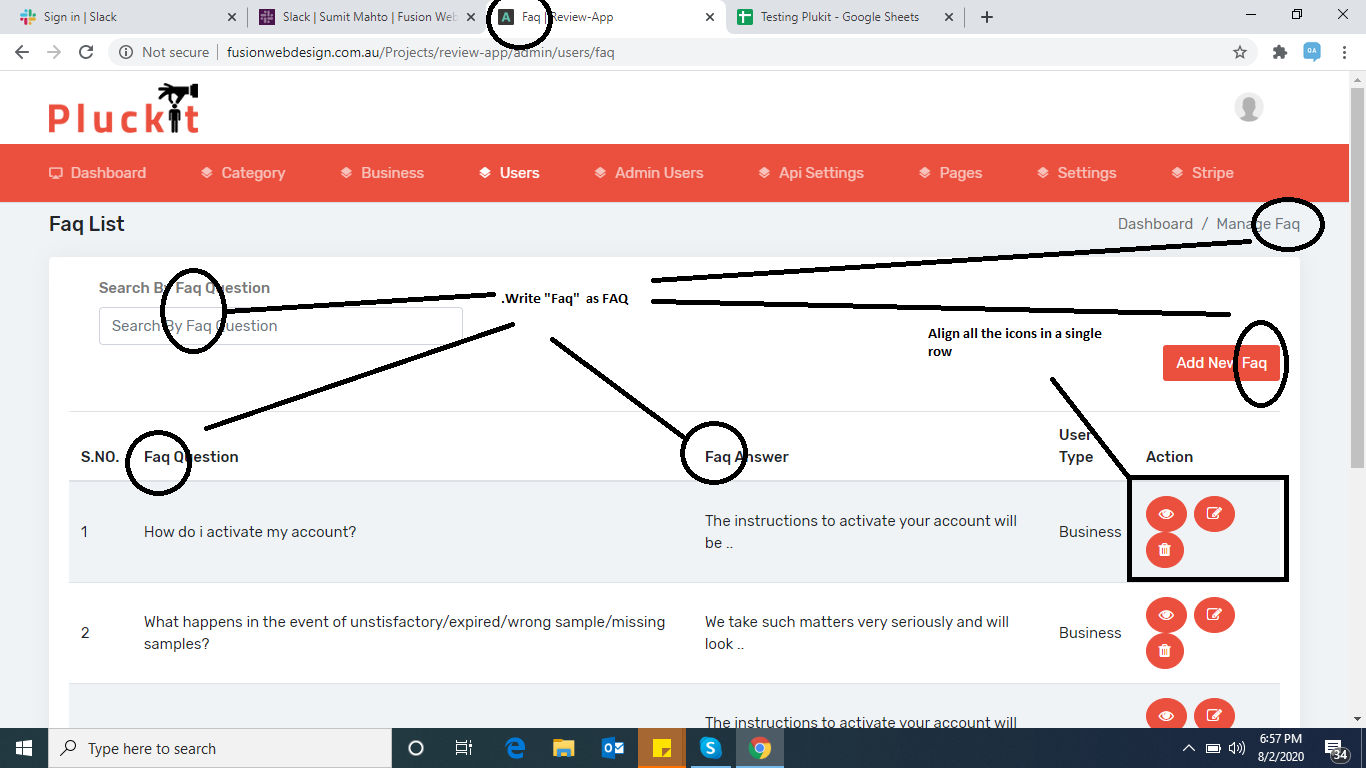 Sign in | Slack
Slack | Sumit Mahto | Fusion Web
Faq | Review-App
Testing Plukit - Google Sheets
Not secure | fusionwebdesign.com.au/Projects/review-app/admin/users/faq
QA
Pluckit
Dashboard Category Business Users Admin Users Api Settings Pages Settings Stripe
Faq List
Dashboard / Manage Faq
Search By Faq Question
.Write "Faq" as FAQ
Search By Faq Question
Align all the icons in a single
row
Add New Faq
S.NO. Faq Question Faq Answer User Type Action
1 How do i activate my account? The instructions to activate your account will be .. Business
2 What happens in the event of unstisfactory/expired/wrong sample/missing samples? We take such matters very seriously and will look .. Business
The instructions to activate your account will
Type here to search
6:57 PM
8/2/2020
34